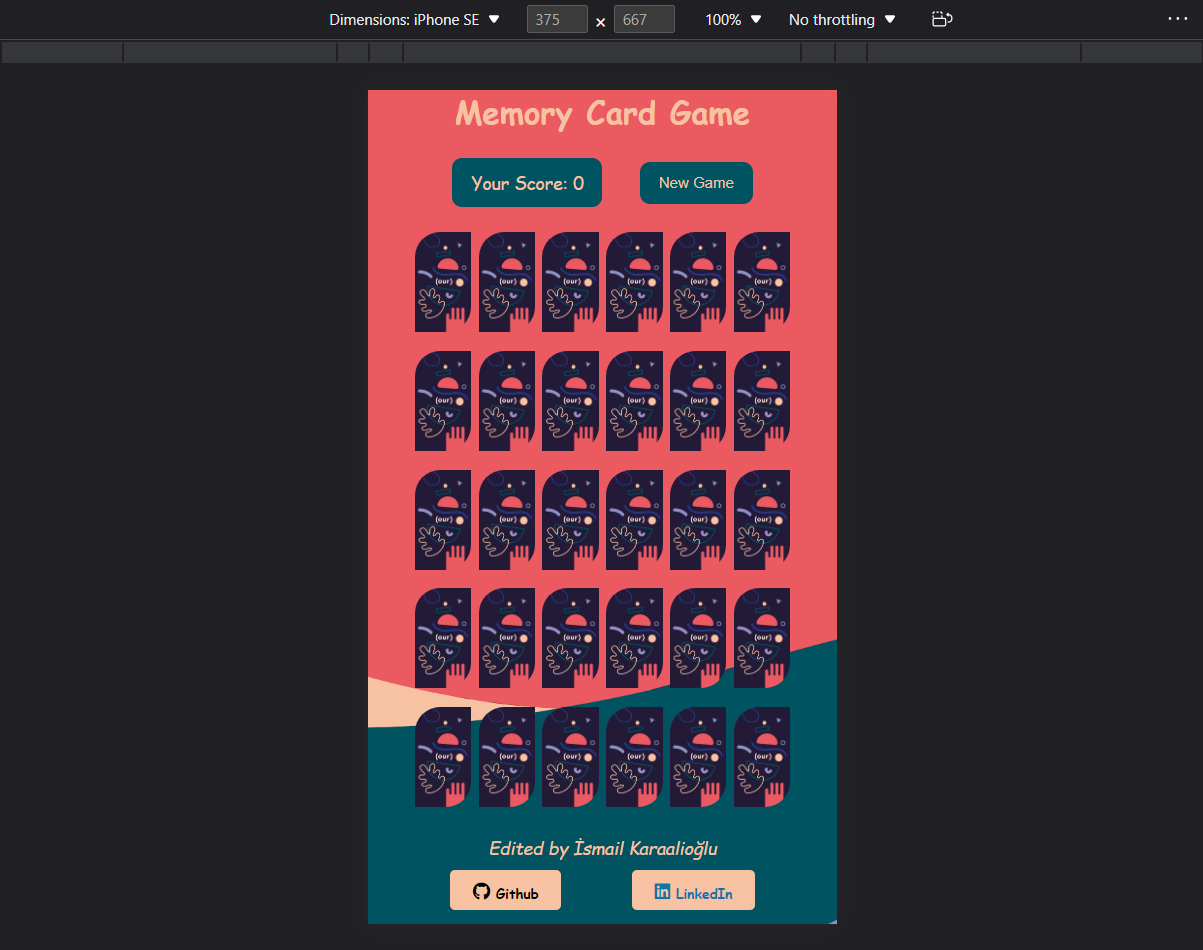 Dimensions: iPhone SE 375 × 667 100% No throttling
Memory Card Game
Your Score: 0 New Game
(our) (our) (our) (our) (our) (our)
(our) (our) (our) (our) (our) (our)
(our) (our) (our) (our) (our) (our)
(our) (our) (our) (our) (our) (our)
(our) (our) (our) (our) (our) (our)
Edited by İsmail Karaalioğlu
Github LinkedIn